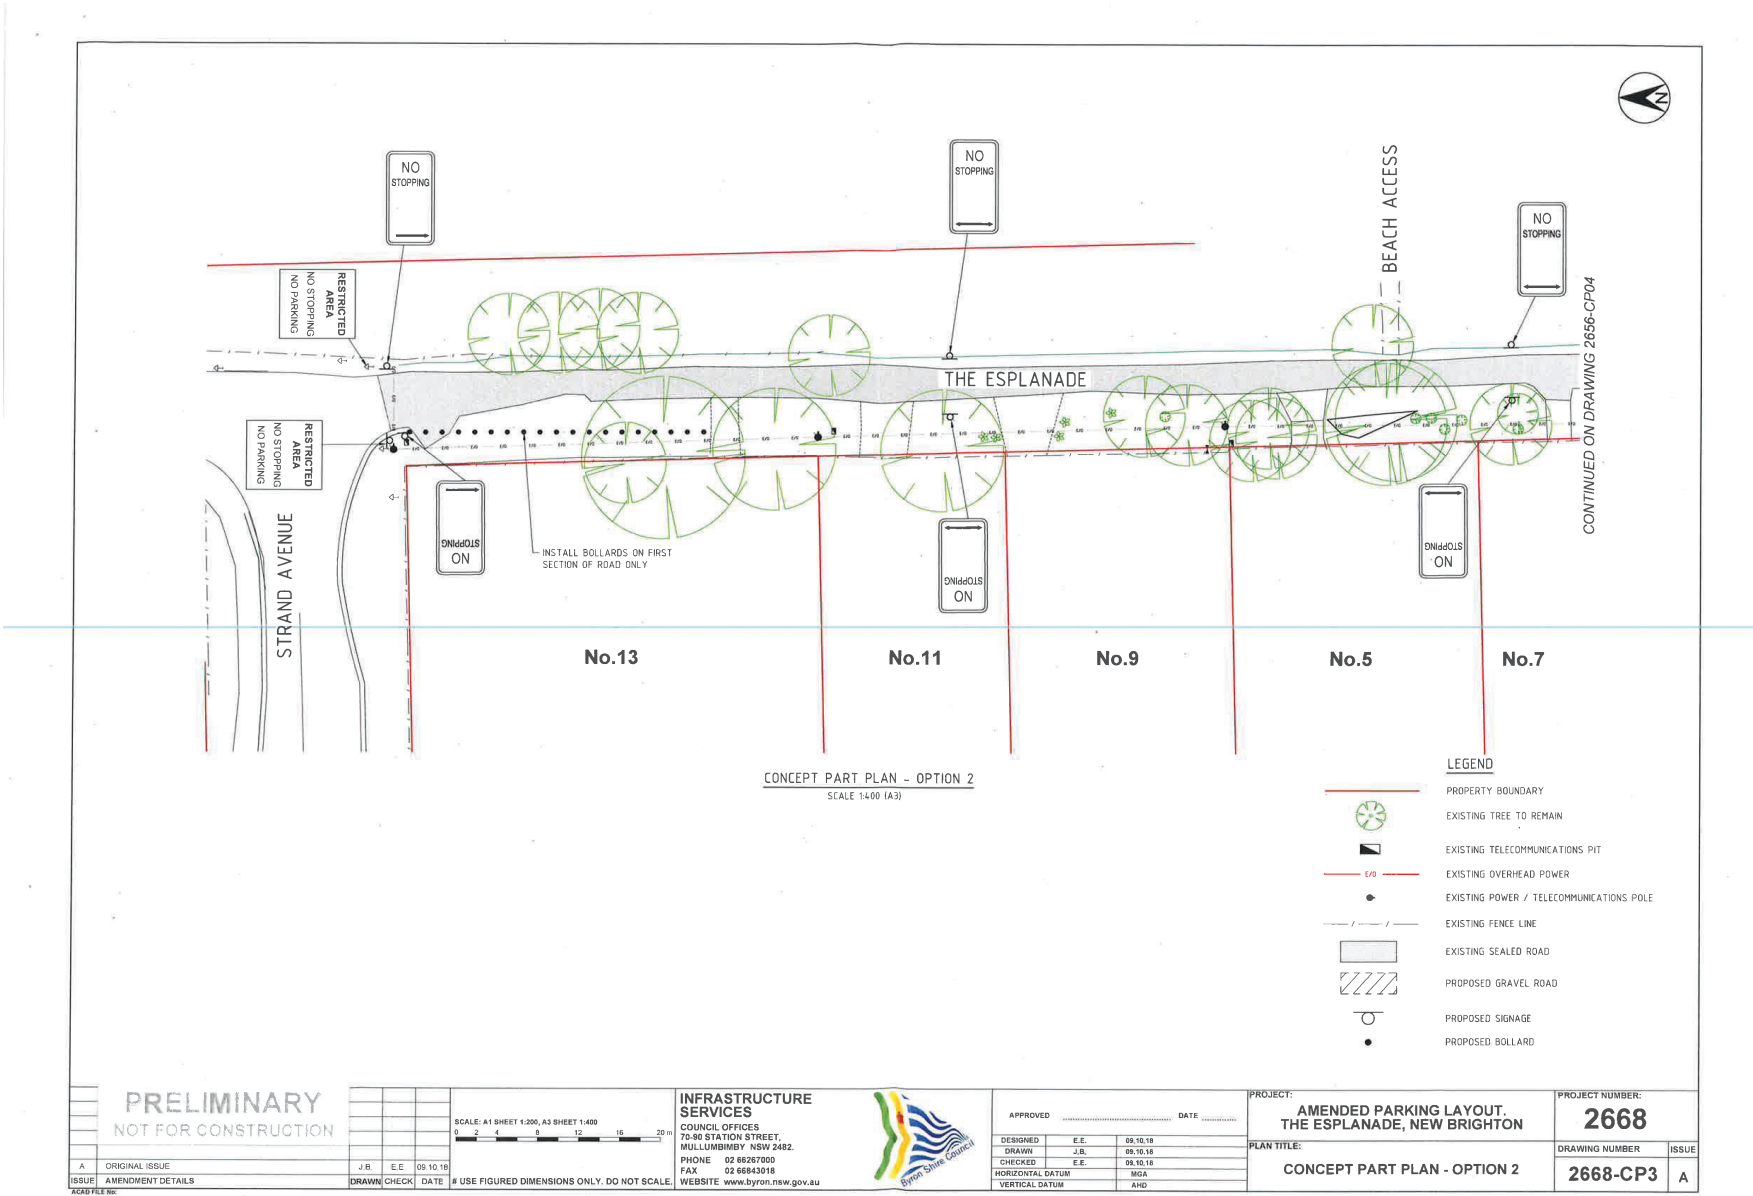 N
NO
STOPPING
NO
STOPPING
NO
STOPPING
BEACH ACCESS
CONTINUED ON DRAWING 2656-CP04
RESTRICTED
AREA
NO STOPPING
NO PARKING
THE ESPLANADE
RESTRICTED
AREA
NO STOPPING
NO PARKING
STRAND AVENUE
NO
STOPPING
NO
STOPPING
NO
STOPPING
INSTALL BOLLARDS ON FIRST
SECTION OF ROAD ONLY
No.13
No.11
No.9
No.5
No.7
CONCEPT PART PLAN - OPTION 2
SCALE 1:400 (A3)
LEGEND
PROPERTY BOUNDARY
EXISTING TREE TO REMAIN
EXISTING TELECOMMUNICATIONS PIT
E/O
EXISTING OVERHEAD POWER
EXISTING POWER / TELECOMMUNICATIONS POLE
EXISTING FENCE LINE
EXISTING SEALED ROAD
PROPOSED GRAVEL ROAD
PROPOSED SIGNAGE
PROPOSED BOLLARD
PRELIMINARY
NOT FOR CONSTRUCTION
A ORIGINAL ISSUE J.B. E.E. 09.10.18
ISSUE AMENDMENT DETAILS DRAWN CHECK DATE
ACAD FILE No:
SCALE: A1 SHEET 1:200, A3 SHEET 1:400
0 2 4 8 12 16 20 m
# USE FIGURED DIMENSIONS ONLY. DO NOT SCALE.
INFRASTRUCTURE
SERVICES
COUNCIL OFFICES
70-90 STATION STREET,
MULLUMBIMBY NSW 2482.
PHONE 02 66267000
FAX 02 66843018
WEBSITE www.byron.nsw.gov.au
Byron Shire Council
APPROVED DATE
DESIGNED E.E. 09.10.18
DRAWN J.B. 09.10.18
CHECKED E.E. 09.10.18
HORIZONTAL DATUM MGA
VERTICAL DATUM AHD
PROJECT:
AMENDED PARKING LAYOUT.
THE ESPLANADE, NEW BRIGHTON
PLAN TITLE:
CONCEPT PART PLAN - OPTION 2
PROJECT NUMBER:
2668
DRAWING NUMBER ISSUE
2668-CP3 A